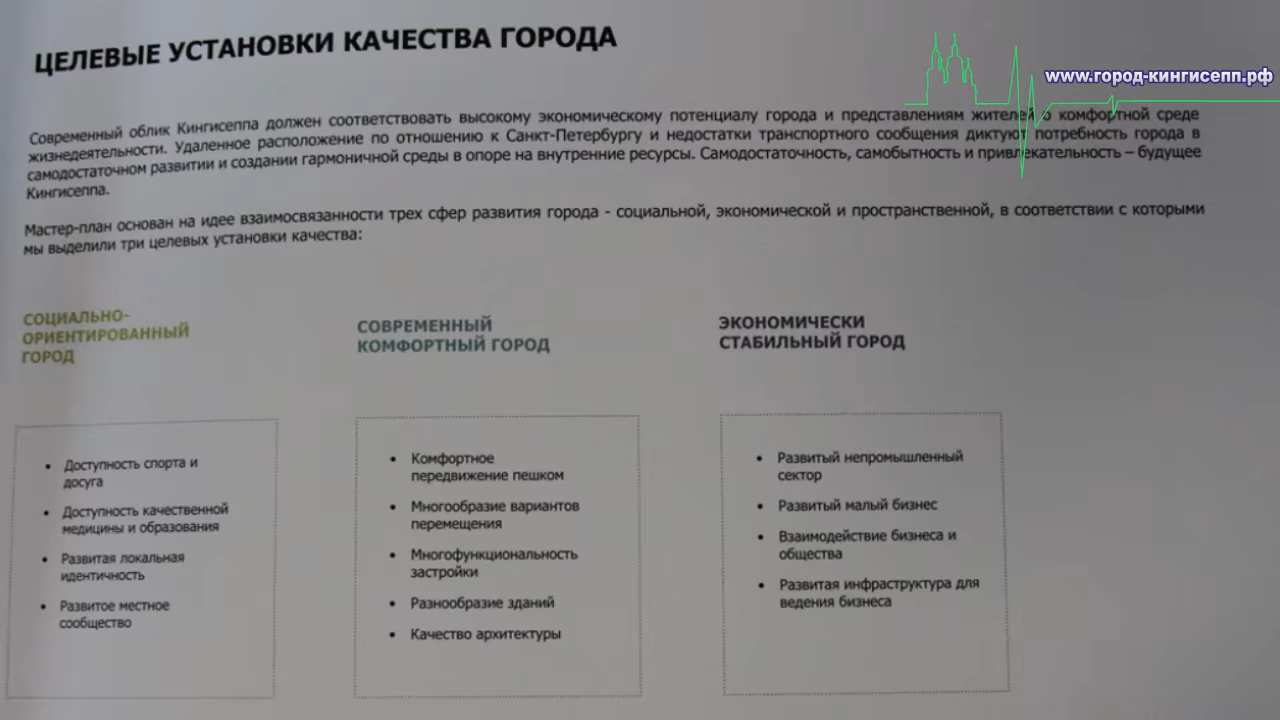 ЦЕЛЕВЫЕ УСТАНОВКИ КАЧЕСТВА ГОРОДА
www.город-кингисепп.рф
Современный облик Кингисеппа должен соответствовать высокому экономическому потенциалу города и представлениям жителей о комфортной среде
жизнедеятельности. Удаленное расположение по отношению к Санкт-Петербургу и недостатки транспортного сообщения диктуют потребность города в
самодостаточном развитии и создании гармоничной среды в опоре на внутренние ресурсы. Самодостаточность, самобытность и привлекательность – будущее
Кингисеппа.
Мастер-план основан на идее взаимосвязанности трех сфер развития города - социальной, экономической и пространственной, в соответствии с которыми
мы выделили три целевых установки качества:
СОЦИАЛЬНО-
ОРИЕНТИРОВАННЫЙ
ГОРОД
• Доступность спорта и
досуга
• Доступность качественной
медицины и образования
• Развитая локальная
идентичность
• Развитое местное
сообщество
СОВРЕМЕННЫЙ
КОМФОРТНЫЙ ГОРОД
• Комфортное
передвижение пешком
• Многообразие вариантов
перемещения
• Многофункциональность
застройки
• Разнообразие зданий
• Качество архитектуры
ЭКОНОМИЧЕСКИ
СТАБИЛЬНЫЙ ГОРОД
• Развитый непромышленный
сектор
• Развитый малый бизнес
• Взаимодействие бизнеса и
общества
• Развитая инфраструктура для
ведения бизнеса